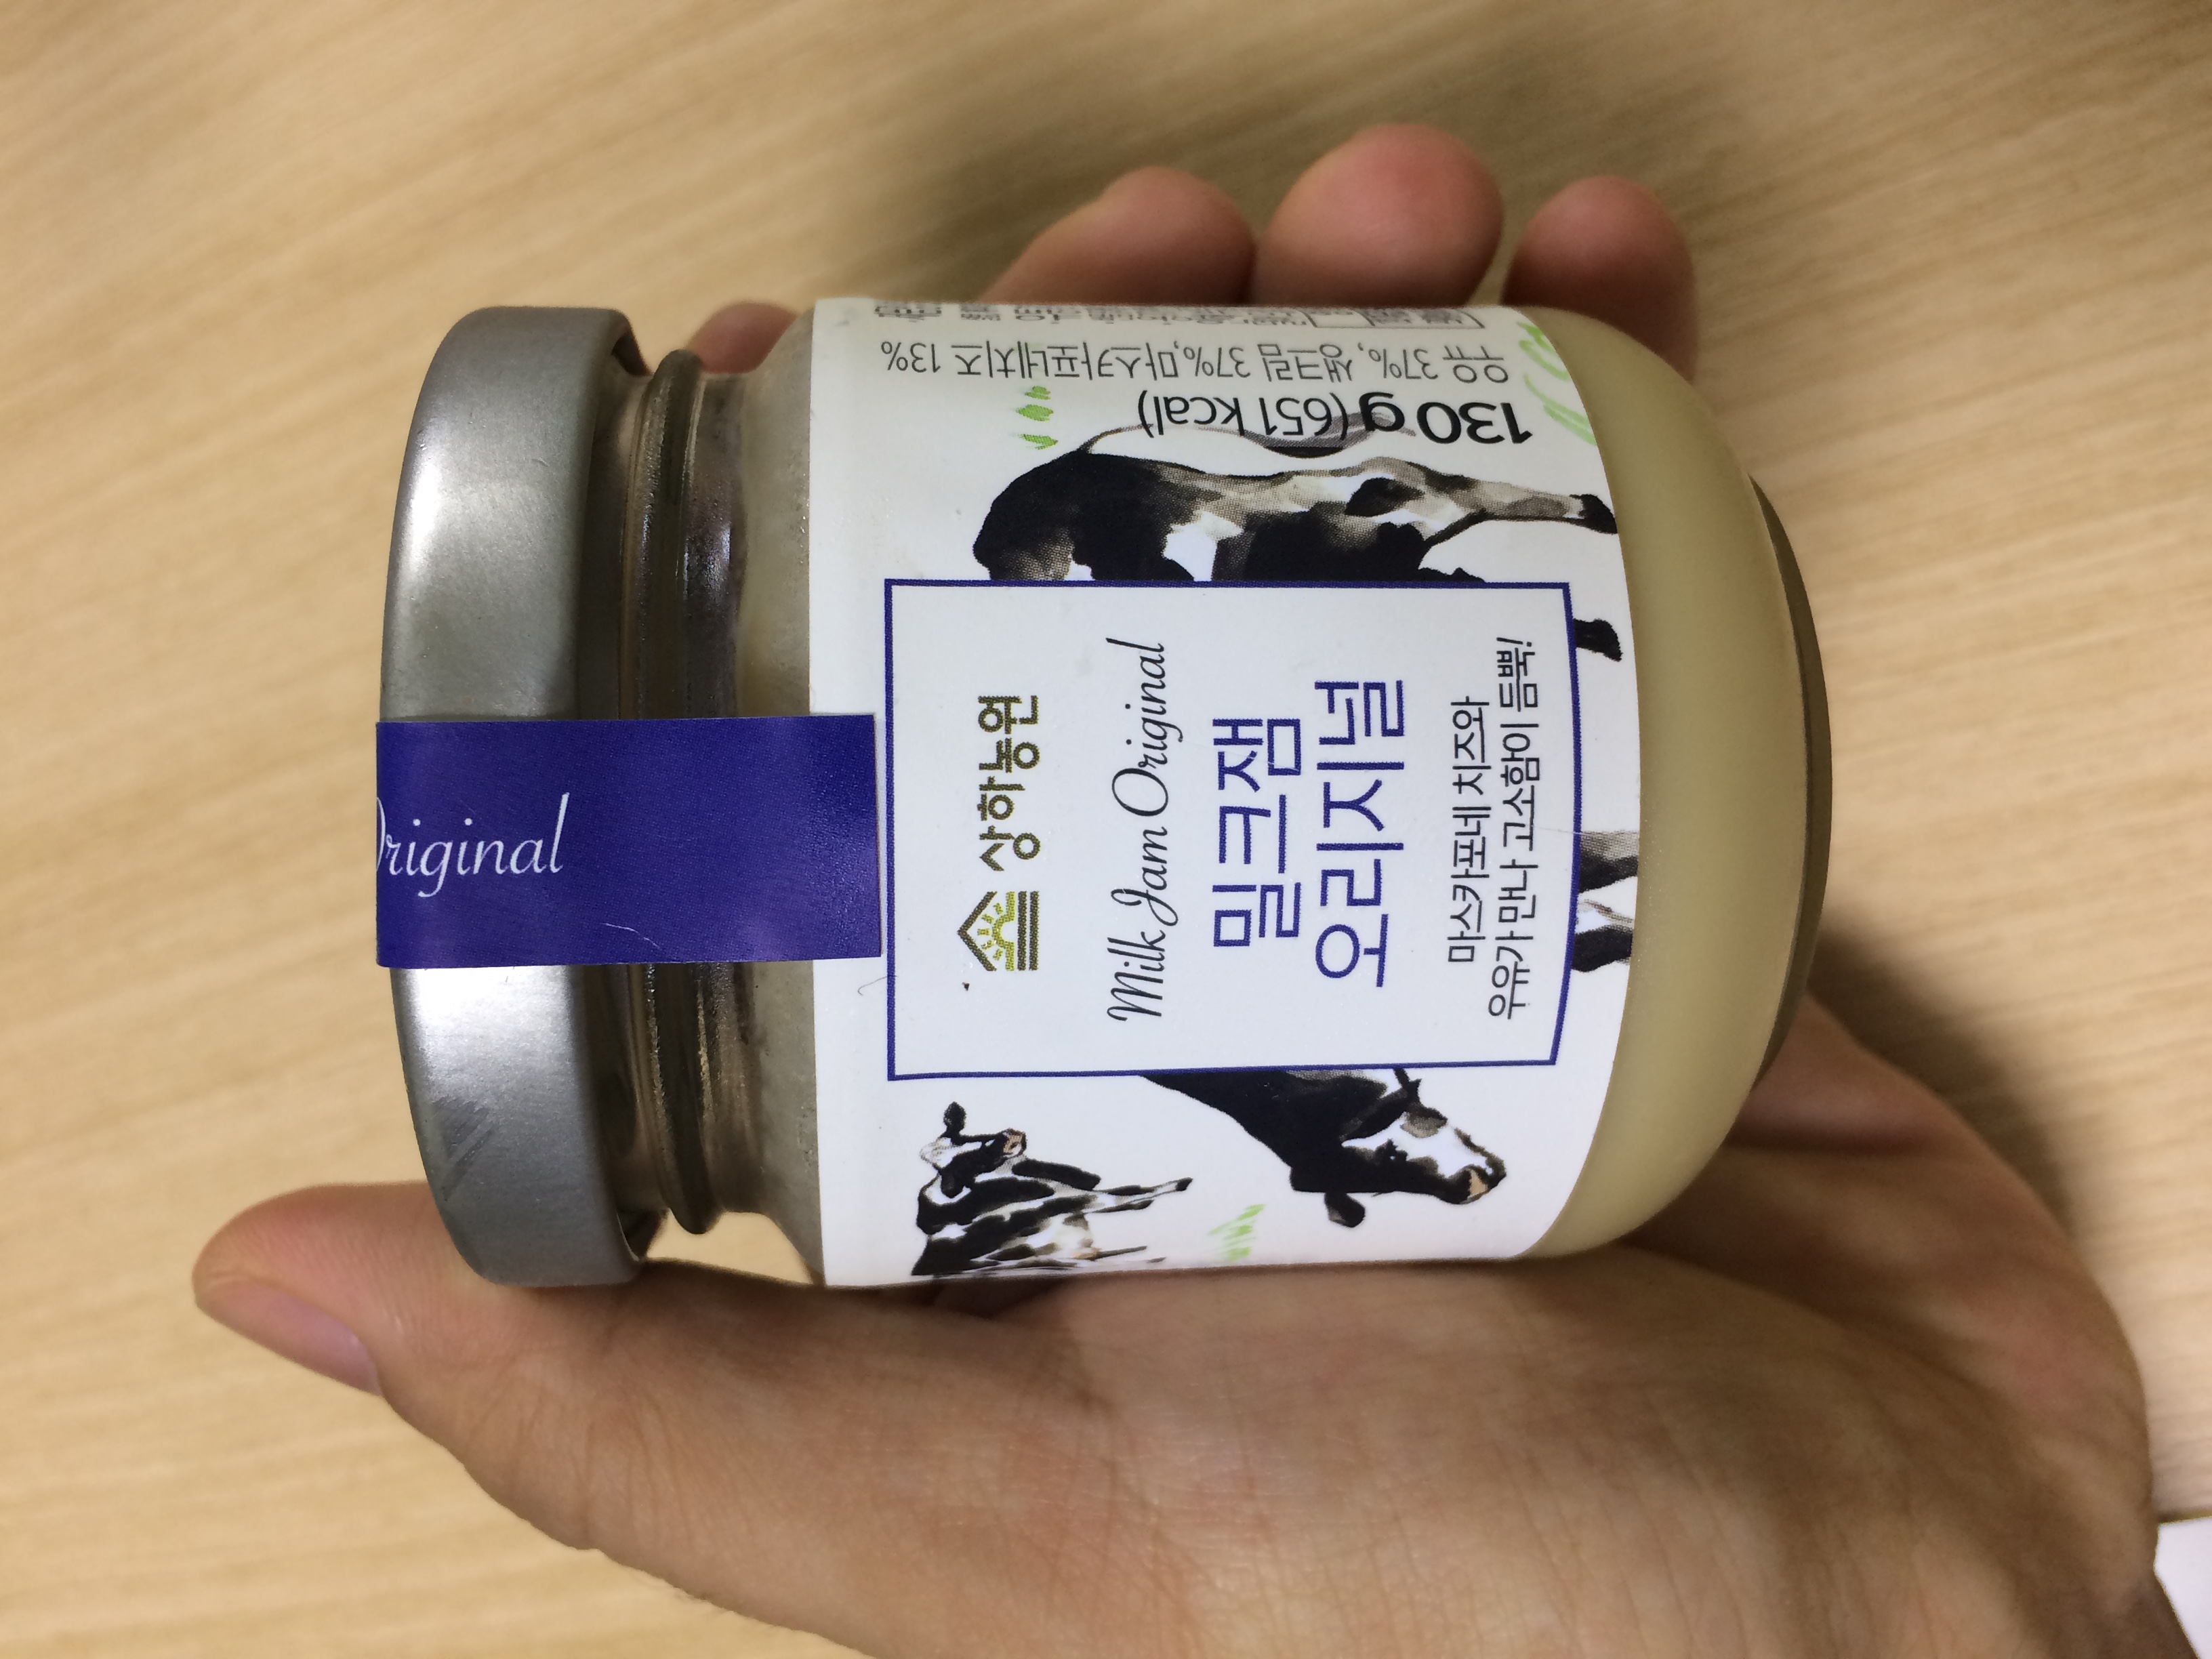 Original
상하농원
Milk Jam Original
밀크잼
오리지널
마스카포네 치즈와
우유가 만나 고소함이 듬뿍!
130 g (651 kcal)
우유 37%, 생크림 37%,마스카포네치즈 13%